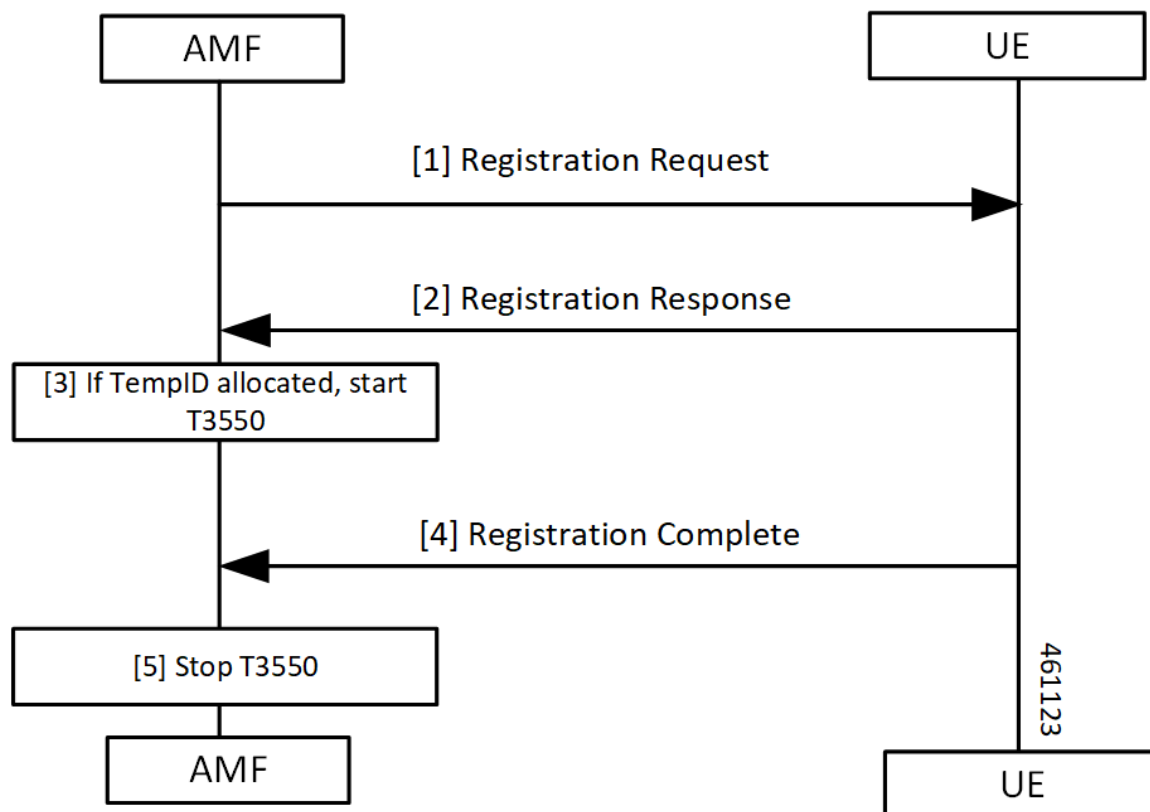 AMF
UE
[1] Registration Request
[2] Registration Response
[3] If TempID allocated, start
T3550
[4] Registration Complete
[5] Stop T3550
461123
AMF
UE